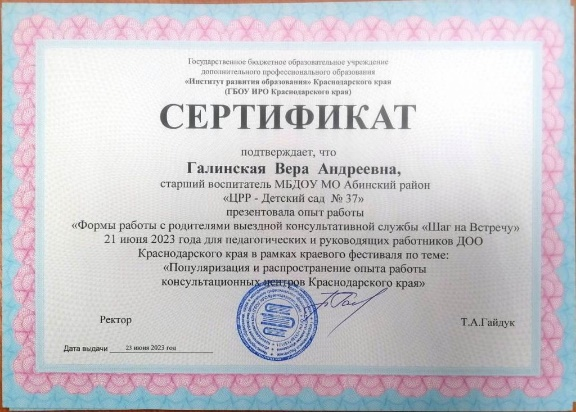 Государственное бюджетное образовательное учреждение
дополнительного профессионального образования
«Институт развития образования» Краснодарского края
(ГБОУ ИРО Краснодарского края)
СЕРТИФИКАТ
подтверждает, что
Галинская Вера Андреевна,
старший воспитатель МБДОУ МО Абинский район
«ЦРР - Детский сад № 37»
презентовала опыт работы
«Формы работы с родителями выездной консультативной службы «Шаг на Встречу»
21 июня 2023 года для педагогических и руководящих работников ДОО
Краснодарского края в рамках краевого фестиваля по теме:
«Популяризация и распространение опыта работы
консультационных центров Краснодарского края»
Ректор Т.А.Гайдук
Дата выдачи 23 июня 2023 год